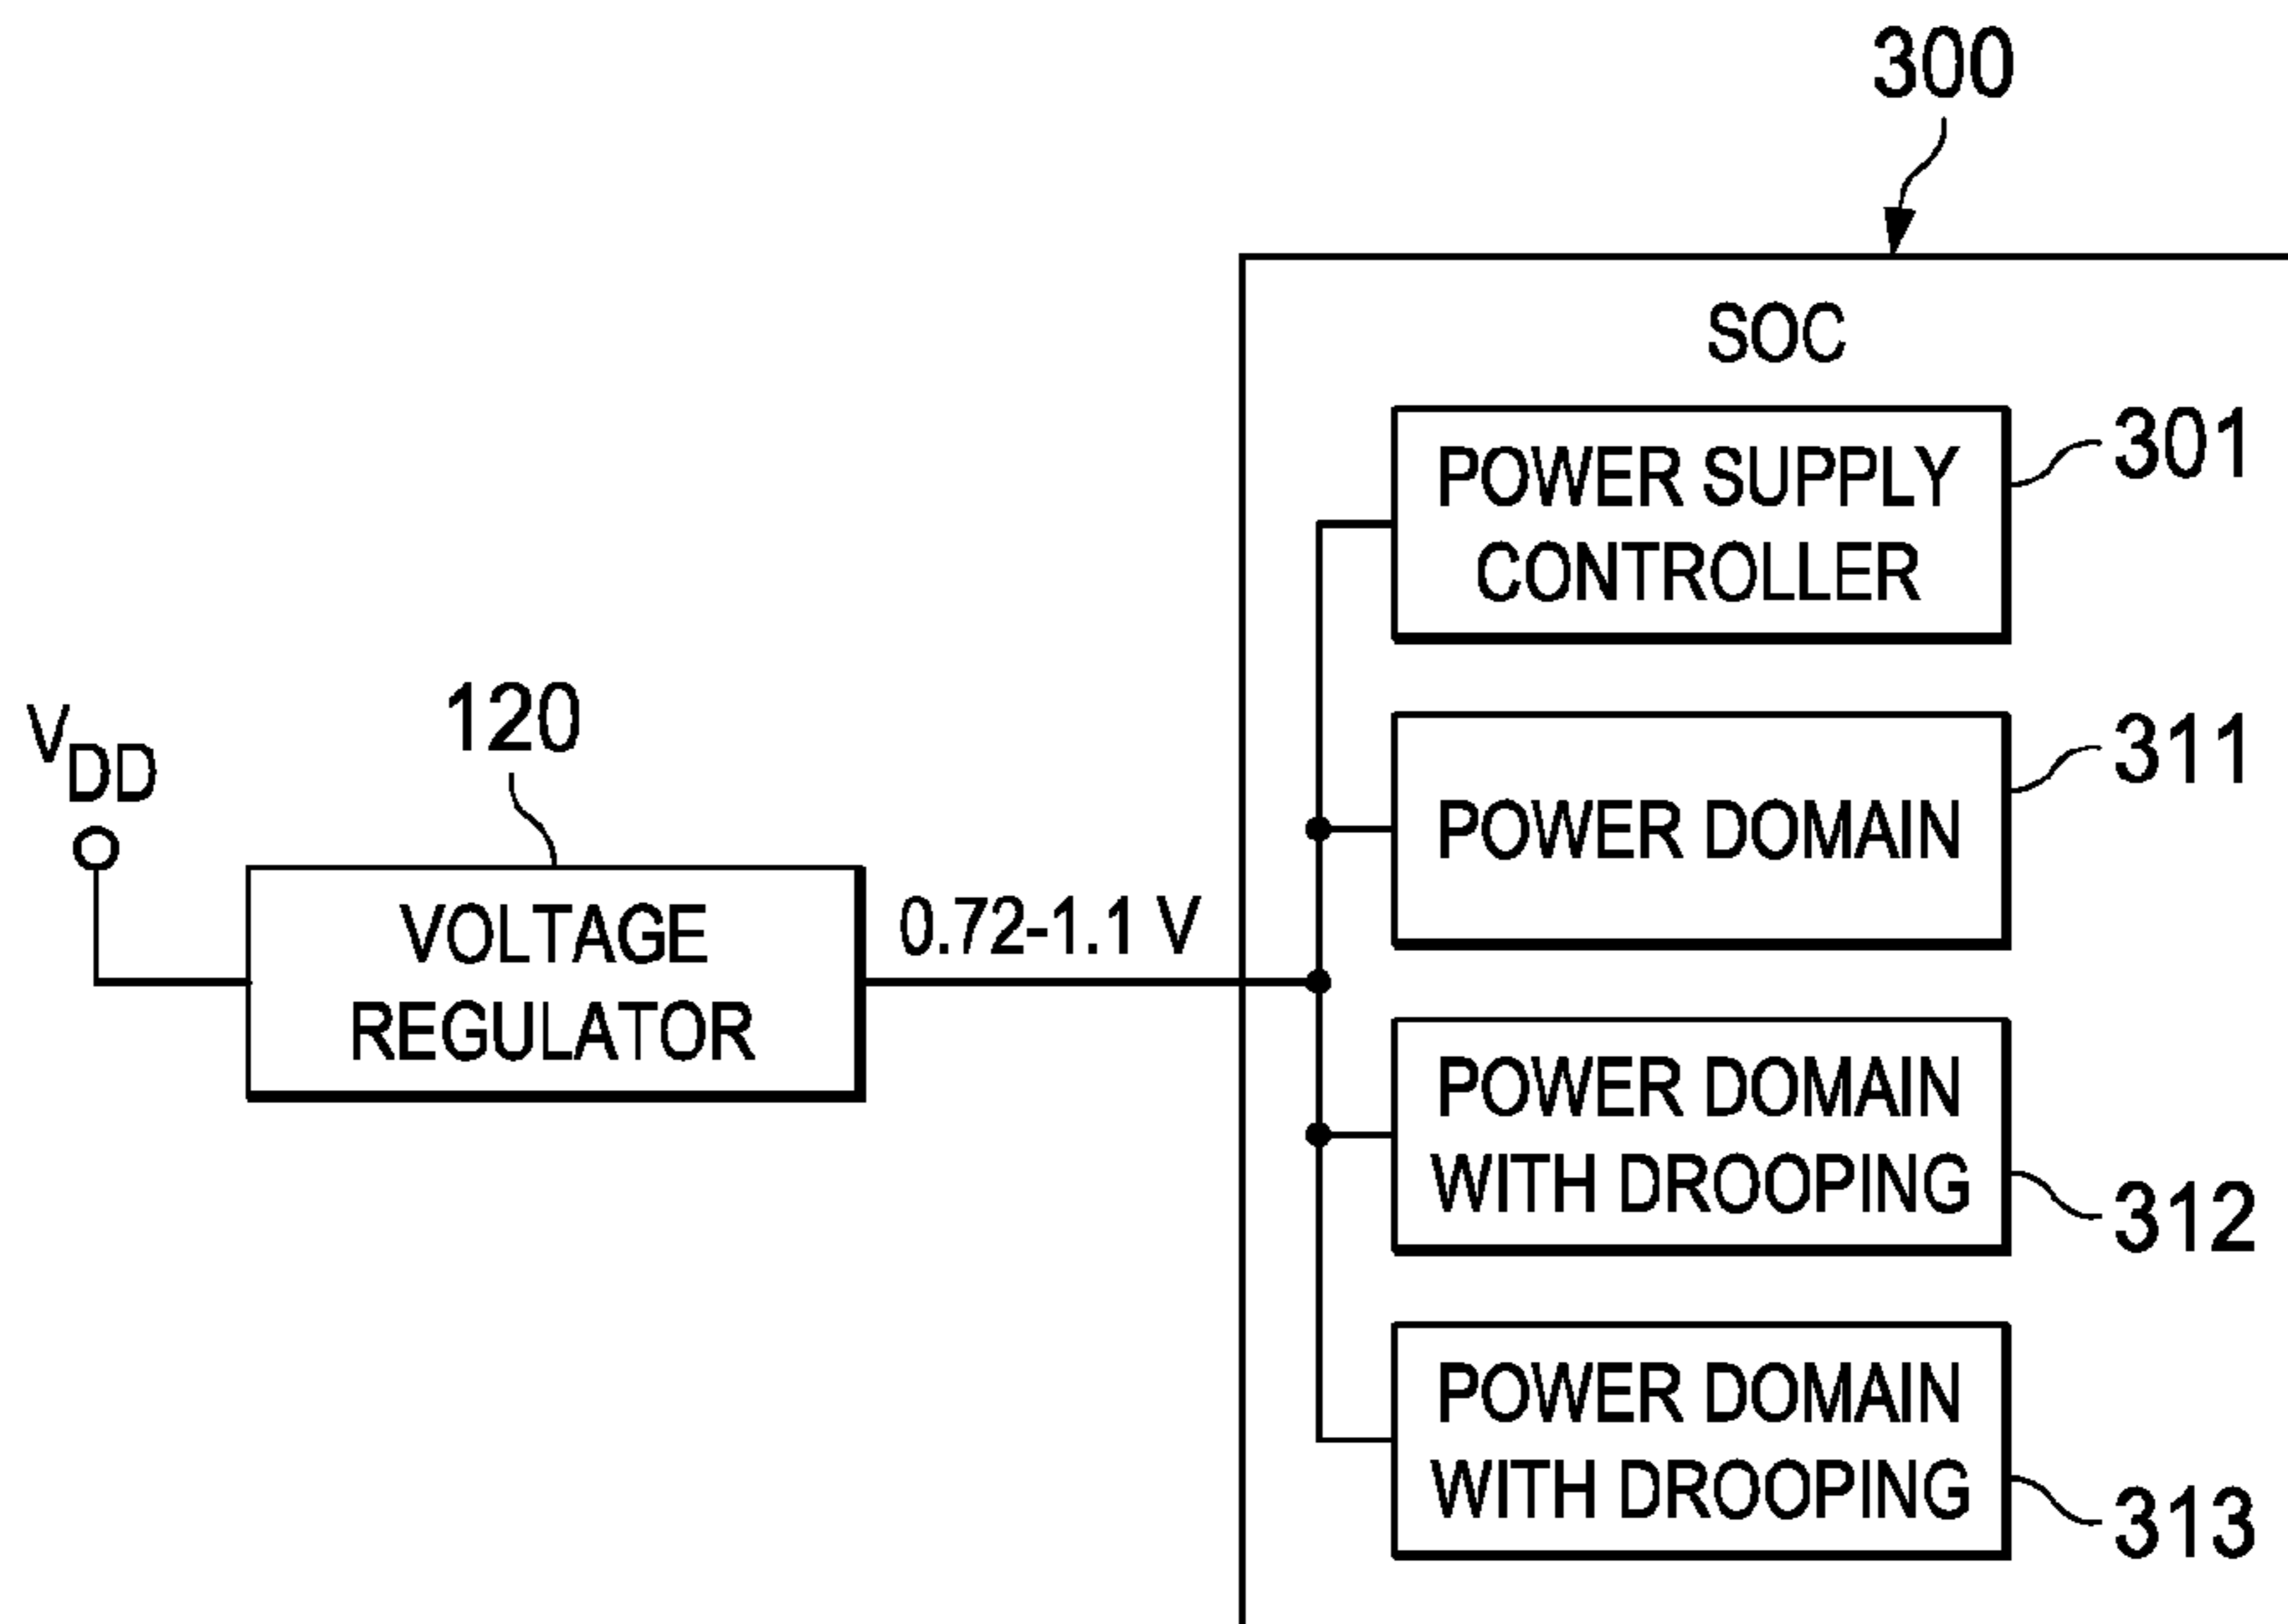 300
SOC
POWER SUPPLY
CONTROLLER
301
VDD
120
VOLTAGE
REGULATOR
0.72-1.1 V
POWER DOMAIN
311
POWER DOMAIN
WITH DROOPING
312
POWER DOMAIN
WITH DROOPING
313